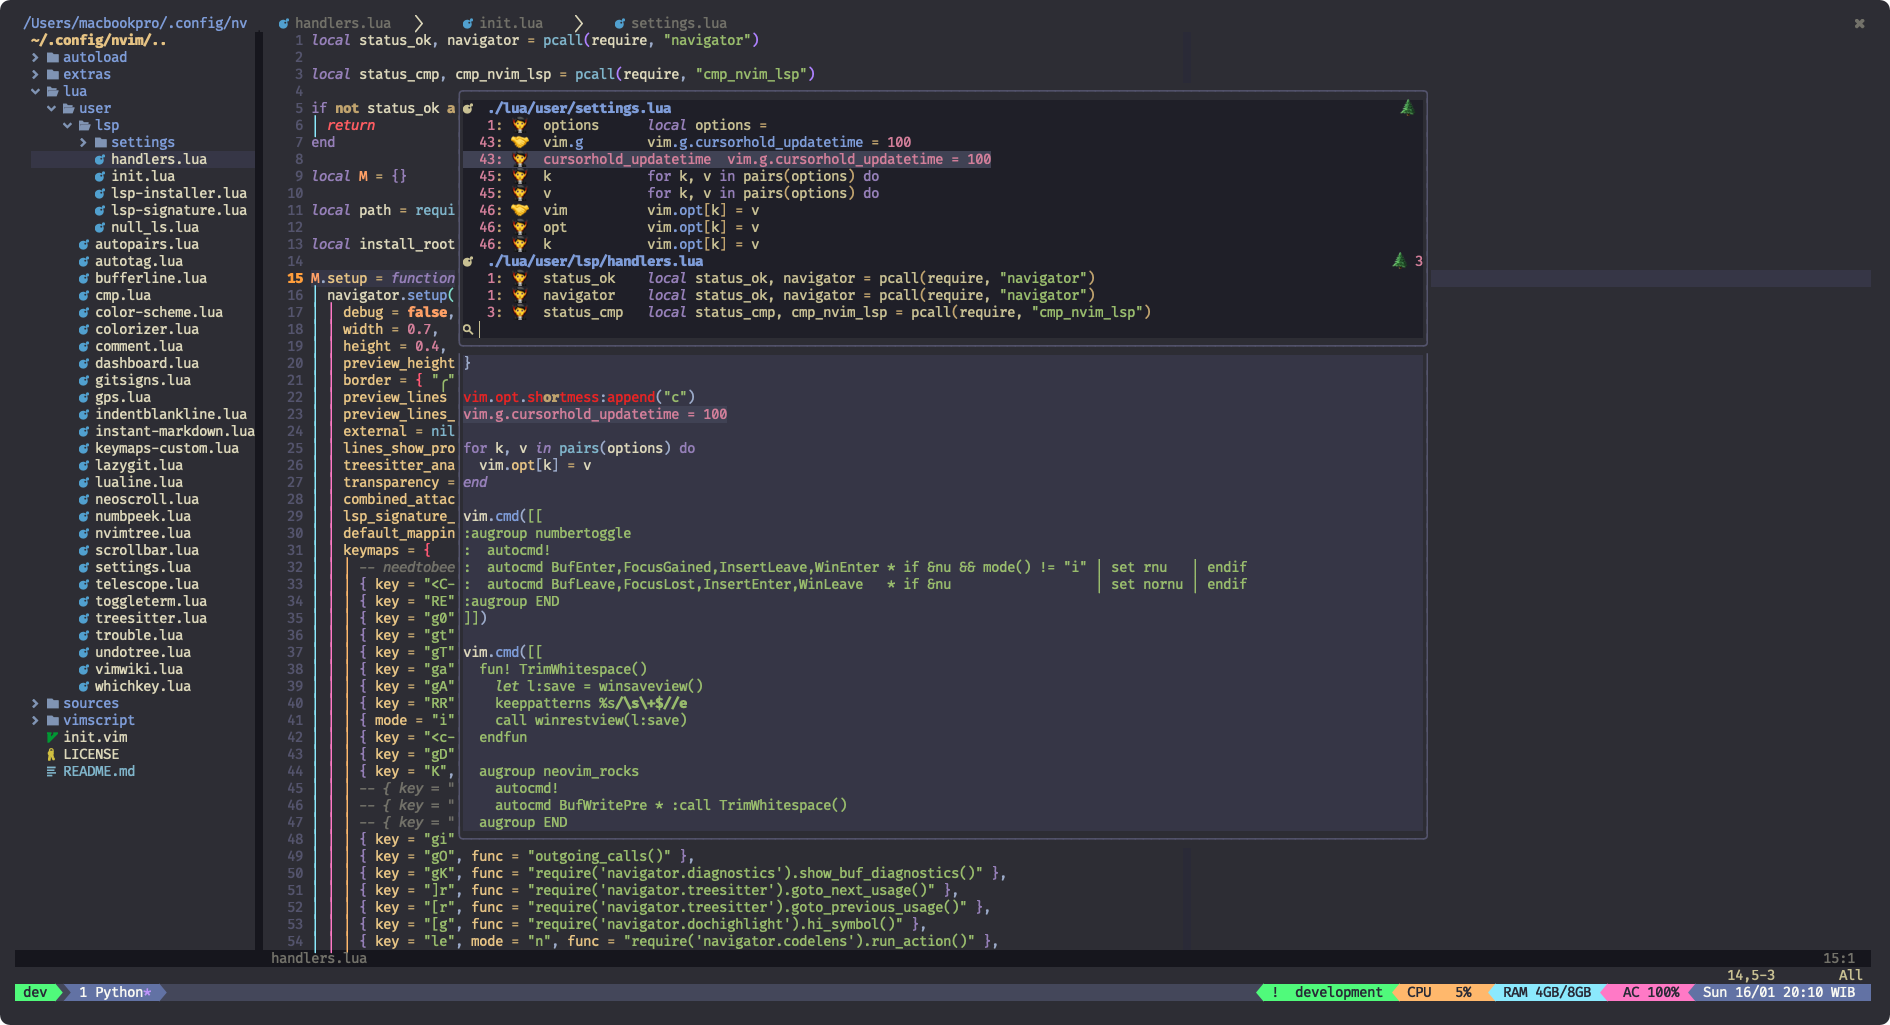 /Users/macbookpro/.config/nv
~/.config/nvim/..
autoload
extras
lua
user
lsp
settings
handlers.lua
init.lua
lsp-installer.lua
lsp-signature.lua
null_ls.lua
autopairs.lua
autotag.lua
bufferline.lua
cmp.lua
color-scheme.lua
colorizer.lua
comment.lua
dashboard.lua
gitsigns.lua
gps.lua
indentblankline.lua
instant-markdown.lua
keymaps-custom.lua
lazygit.lua
lualine.lua
neoscroll.lua
numbpeek.lua
nvimtree.lua
scrollbar.lua
settings.lua
telescope.lua
toggleterm.lua
treesitter.lua
trouble.lua
undotree.lua
vimwiki.lua
whichkey.lua
sources
vimscript
init.vim
LICENSE
README.md
handlers.lua init.lua settings.lua
1 local status_ok, navigator = pcall(require, "navigator")
2
3 local status_cmp, cmp_nvim_lsp = pcall(require, "cmp_nvim_lsp")
4
5 if not status_ok a
6 return
7 end
8
9 local M = {}
10
11 local path = requi
12
13 local install_root
14
15 M.setup = function
16 navigator.setup(
17 debug = false,
18 width = 0.7,
19 height = 0.4,
20 preview_height
21 border = { "╭"
22 preview_lines
23 preview_lines_
24 external = nil
25 lines_show_pro
26 treesitter_ana
27 transparency =
28 combined_attac
29 lsp_signature_
30 default_mappin
31 keymaps = {
32 -- needtobee
33 { key = "<C-
34 { key = "RE"
35 { key = "g0"
36 { key = "gt"
37 { key = "gT"
38 { key = "ga"
39 { key = "gA"
40 { key = "RR"
41 { mode = "i"
42 { key = "<c-
43 { key = "gD"
44 { key = "K",
45 -- { key = "
46 -- { key = "
47 -- { key = "
48 { key = "gi"
49 { key = "gO", func = "outgoing_calls()" },
50 { key = "gK", func = "require('navigator.diagnostics').show_buf_diagnostics()" },
51 { key = "]r", func = "require('navigator.treesitter').goto_next_usage()" },
52 { key = "[r", func = "require('navigator.treesitter').goto_previous_usage()" },
53 { key = "[g", func = "require('navigator.dochighlight').hi_symbol()" },
54 { key = "le", mode = "n", func = "require('navigator.codelens').run_action()" },
./lua/user/settings.lua
1: options local options =
43: vim.g vim.g.cursorhold_updatetime = 100
43: cursorhold_updatetime vim.g.cursorhold_updatetime = 100
45: k for k, v in pairs(options) do
45: v for k, v in pairs(options) do
46: vim vim.opt[k] = v
46: opt vim.opt[k] = v
46: k vim.opt[k] = v
./lua/user/lsp/handlers.lua 3
1: status_ok local status_ok, navigator = pcall(require, "navigator")
1: navigator local status_ok, navigator = pcall(require, "navigator")
3: status_cmp local status_cmp, cmp_nvim_lsp = pcall(require, "cmp_nvim_lsp")
}
vim.opt.shortmess:append("c")
vim.g.cursorhold_updatetime = 100
for k, v in pairs(options) do
vim.opt[k] = v
end
vim.cmd([[
:augroup numbertoggle
: autocmd!
: autocmd BufEnter,FocusGained,InsertLeave,WinEnter * if &nu && mode() != "i" | set rnu | endif
: autocmd BufLeave,FocusLost,InsertEnter,WinLeave * if &nu | set nornu | endif
:augroup END
]])
vim.cmd([[
fun! TrimWhitespace()
let l:save = winsaveview()
keeppatterns %s/\s\+$//e
call winrestview(l:save)
endfun
augroup neovim_rocks
autocmd!
autocmd BufWritePre * :call TrimWhitespace()
augroup END
handlers.lua 15:1
14,5-3 All
dev 1 Python* ! development CPU 5% RAM 4GB/8GB AC 100% Sun 16/01 20:10 WIB